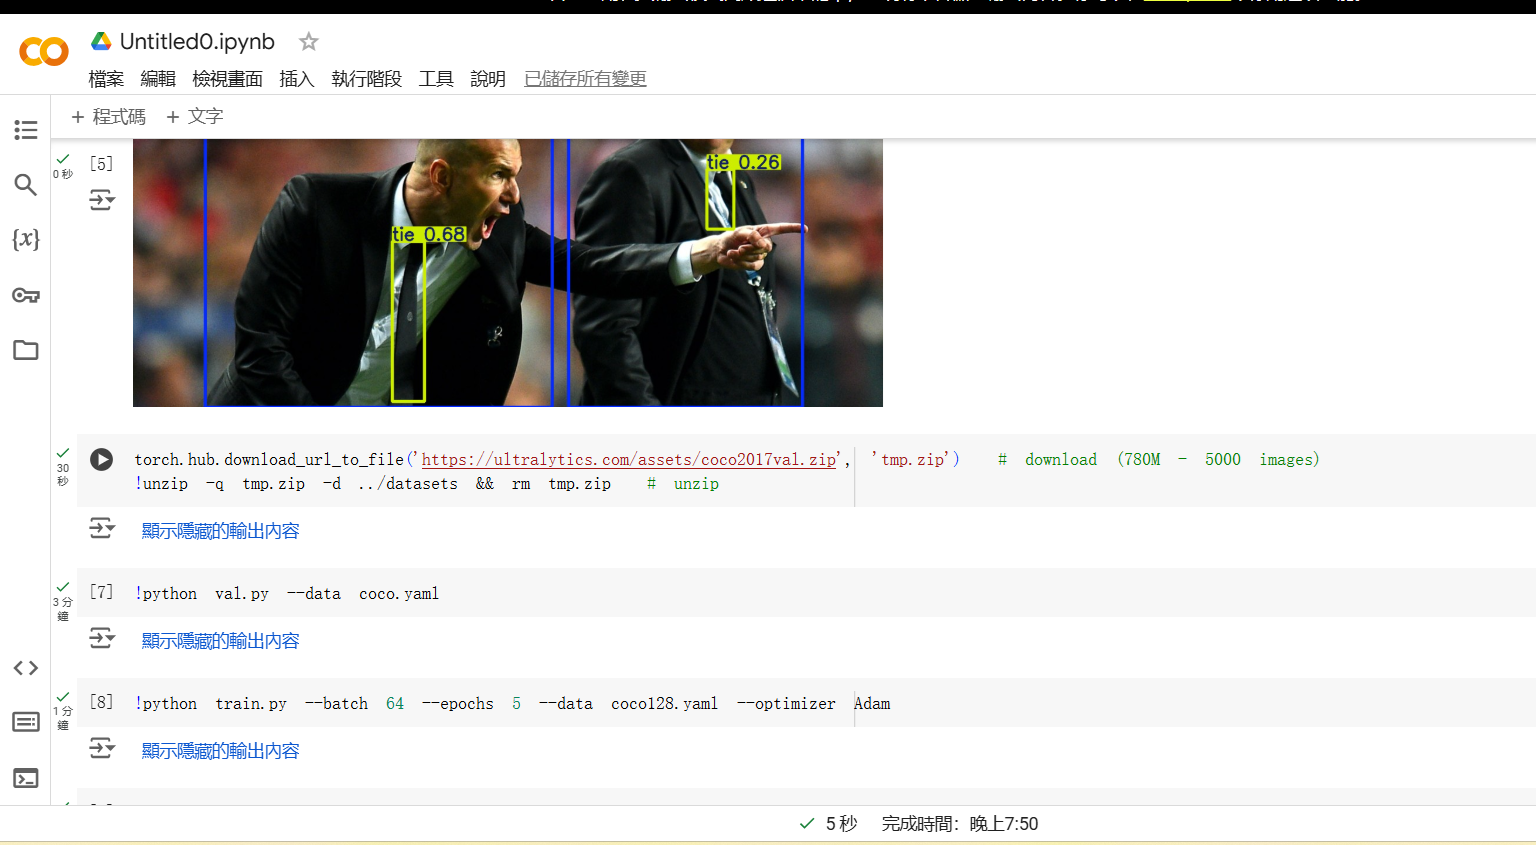 Untitled0.ipynb
檔案 編輯 檢視畫面 插入 執行階段 工具 說明 已儲存所有變更
+ 程式碼 + 文字
[5]
0 秒
tie 0.26
tie 0.68
torch.hub.download_url_to_file('https://ultralytics.com/assets/coco2017val.zip', 'tmp.zip') # download (780M - 5000 images)
30 秒
!unzip -q tmp.zip -d ../datasets && rm tmp.zip # unzip
顯示隱藏的輸出內容
[7] !python val.py --data coco.yaml
3 分鐘
顯示隱藏的輸出內容
[8] !python train.py --batch 64 --epochs 5 --data coco128.yaml --optimizer Adam
1 分鐘
顯示隱藏的輸出內容
5 秒 完成時間：晚上7:50